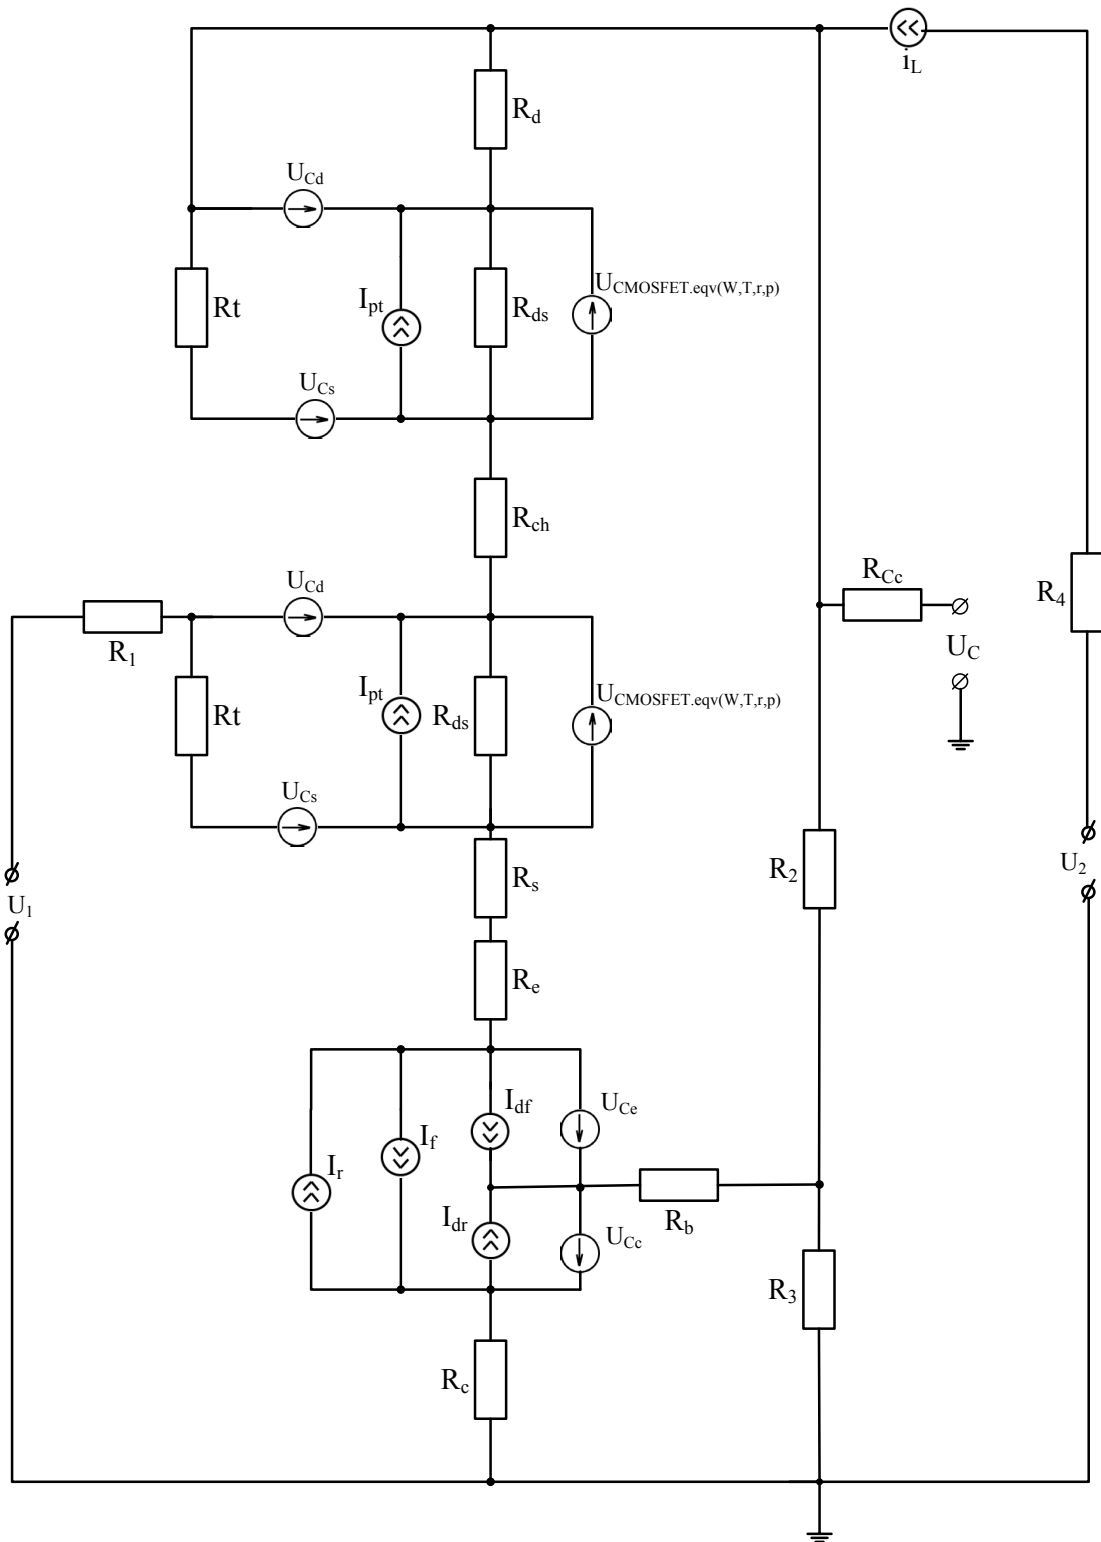 i_L
R_d
U_Cd
U_CMOSFET.eqv(W,T,r,p)
Rt
I_pt
R_ds
U_Cs
R_ch
R_Cc
U_Cd
R_4
R_1
U_C
I_pt
U_CMOSFET.eqv(W,T,r,p)
Rt
R_ds
U_Cs
R_s
R_2
U_2
U_1
R_e
I_df
U_Ce
I_f
I_r
I_dr
R_b
U_Cc
R_3
R_c